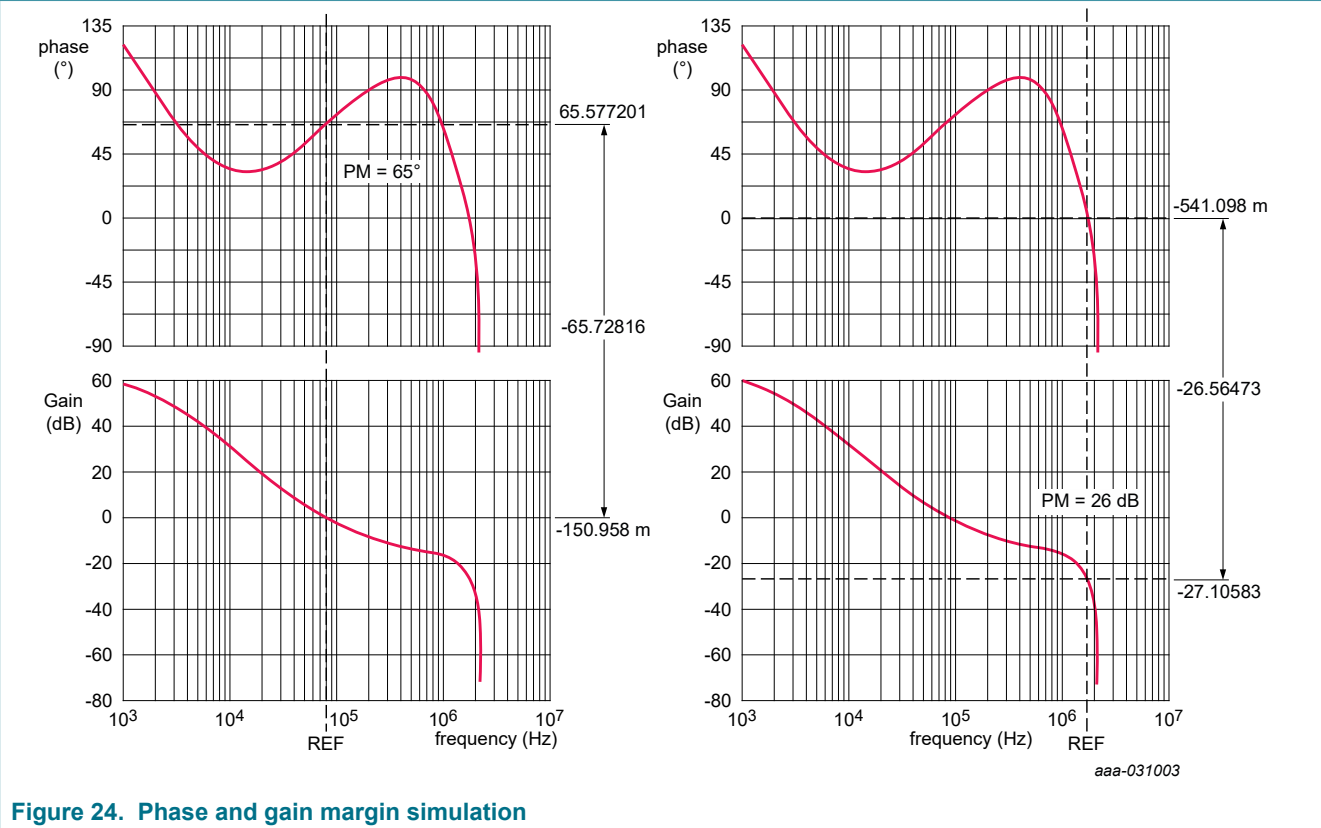 135
phase
(°)
90
45
0
-45
-90
65.577201
PM = 65°
-65.72816
60
Gain
(dB)
40
20
0
-20
-40
-60
-80
-150.958 m
10³ 10⁴ 10⁵ 10⁶ 10⁷
REF
frequency (Hz)
135
phase
(°)
90
45
0
-45
-90
-541.098 m
60
Gain
(dB)
40
20
0
-20
-40
-60
-80
-26.56473
PM = 26 dB
-27.10583
10³ 10⁴ 10⁵ 10⁶ 10⁷
frequency (Hz)
REF
aaa-031003
Figure 24. Phase and gain margin simulation